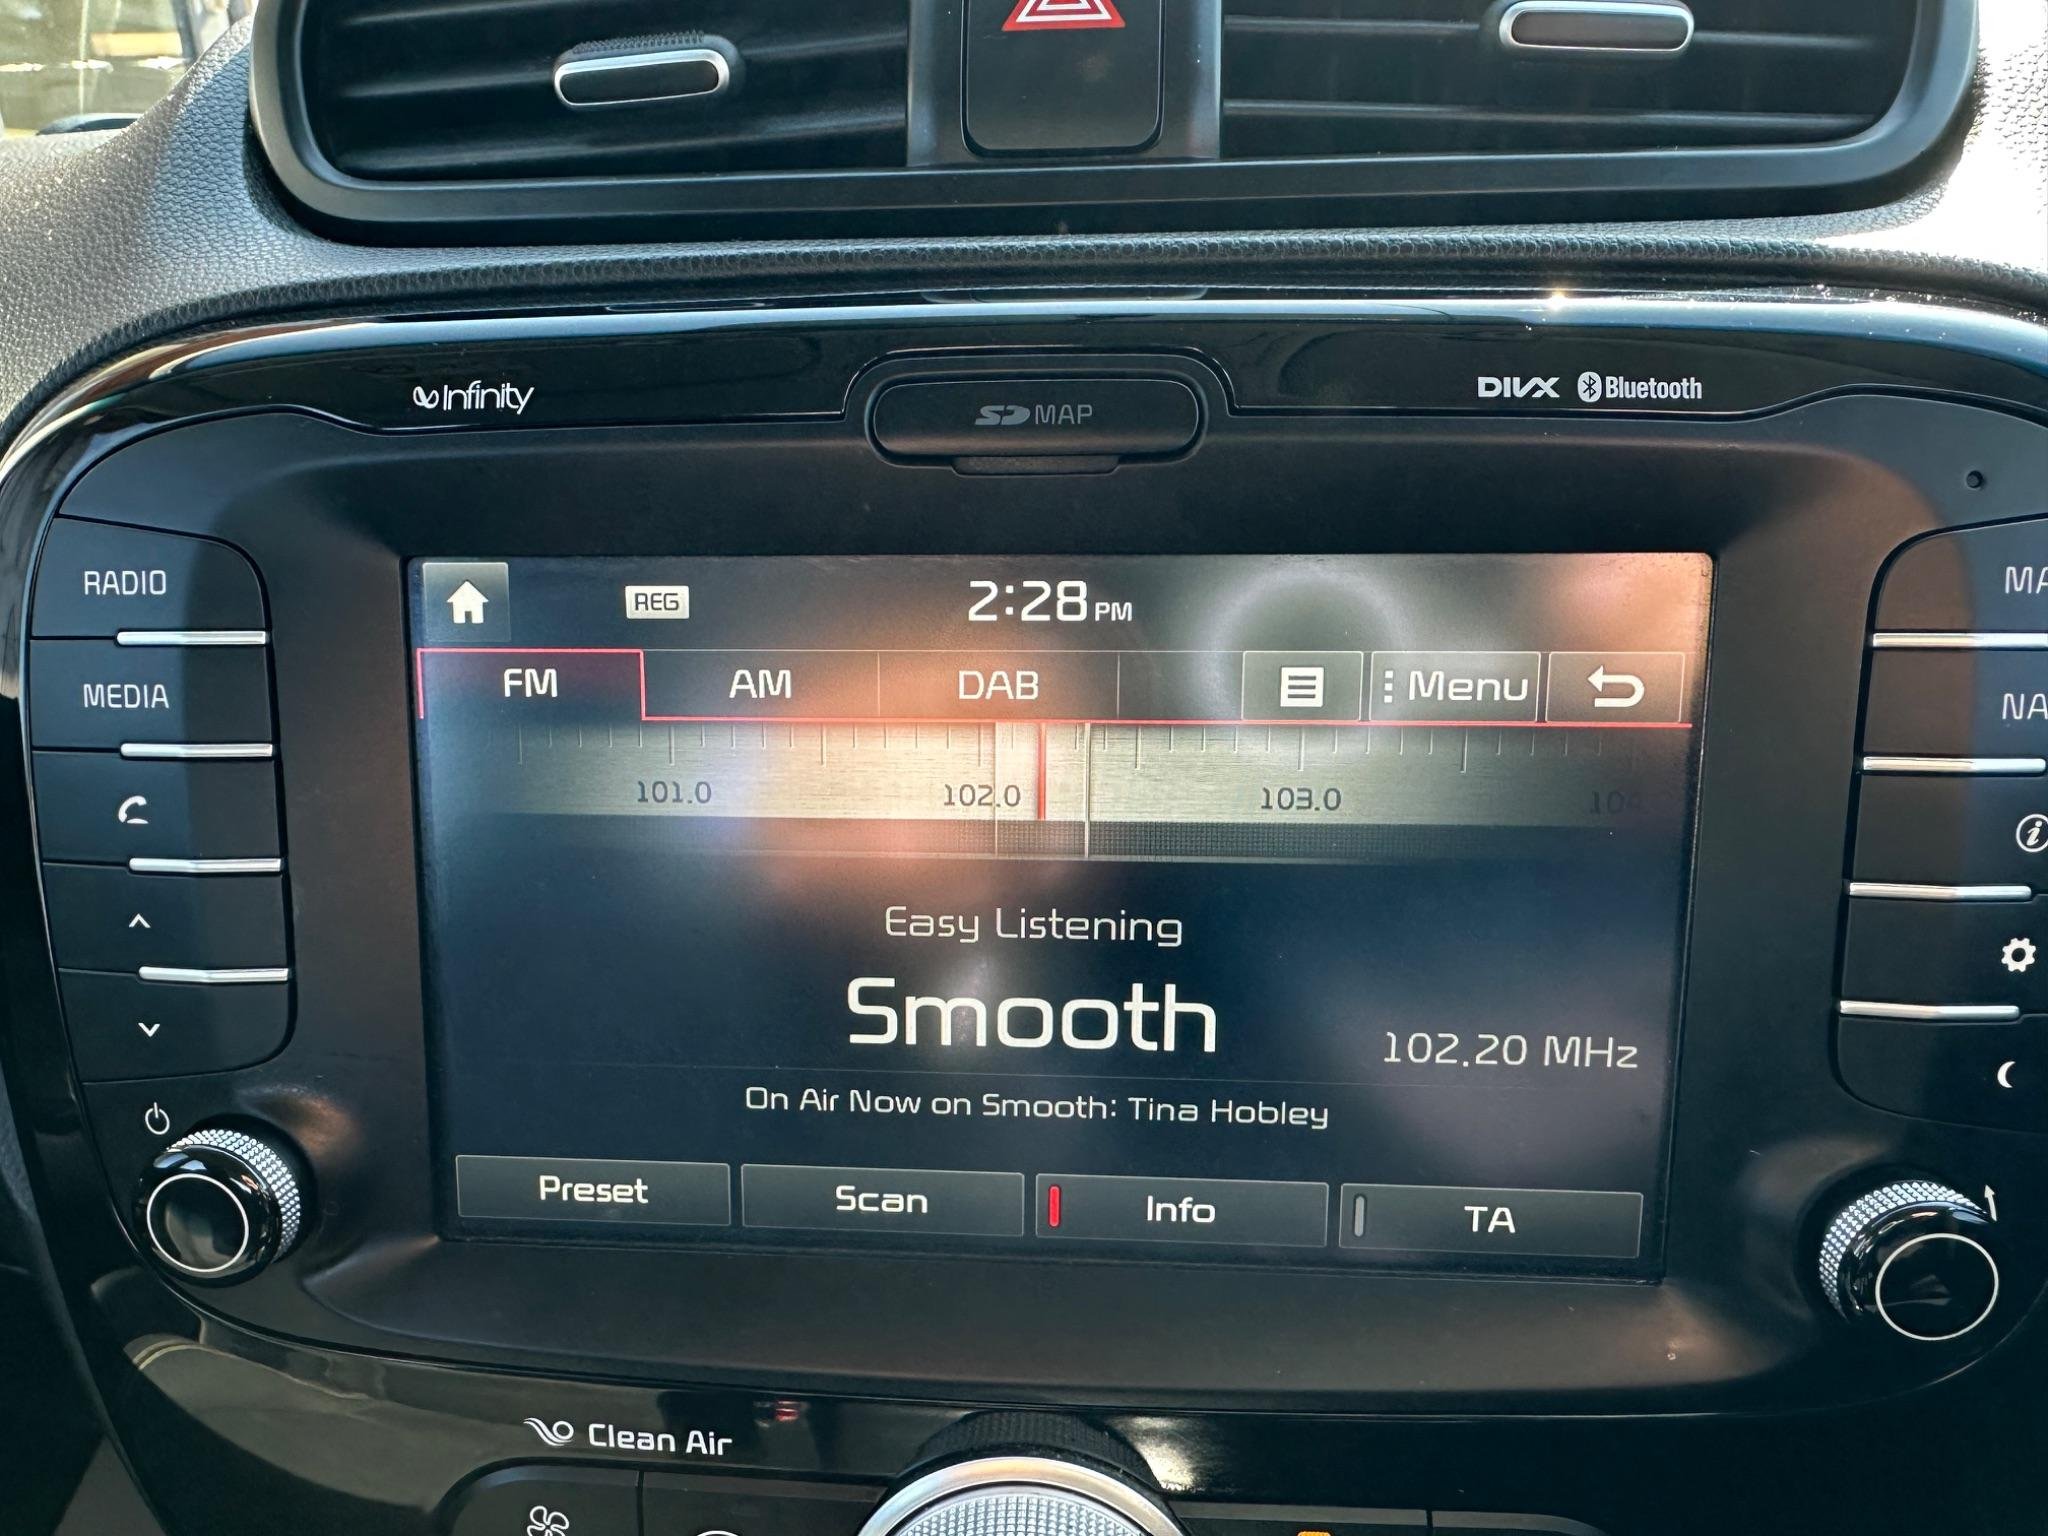 Infinity
SD MAP
DIVX Bluetooth
RADIO
MEDIA
REG
2:28 PM
FM AM DAB Menu
101.0 102.0 103.0
Easy Listening
Smooth
102.20 MHz
On Air Now on Smooth: Tina Hobley
Preset Scan Info TA
Clean Air